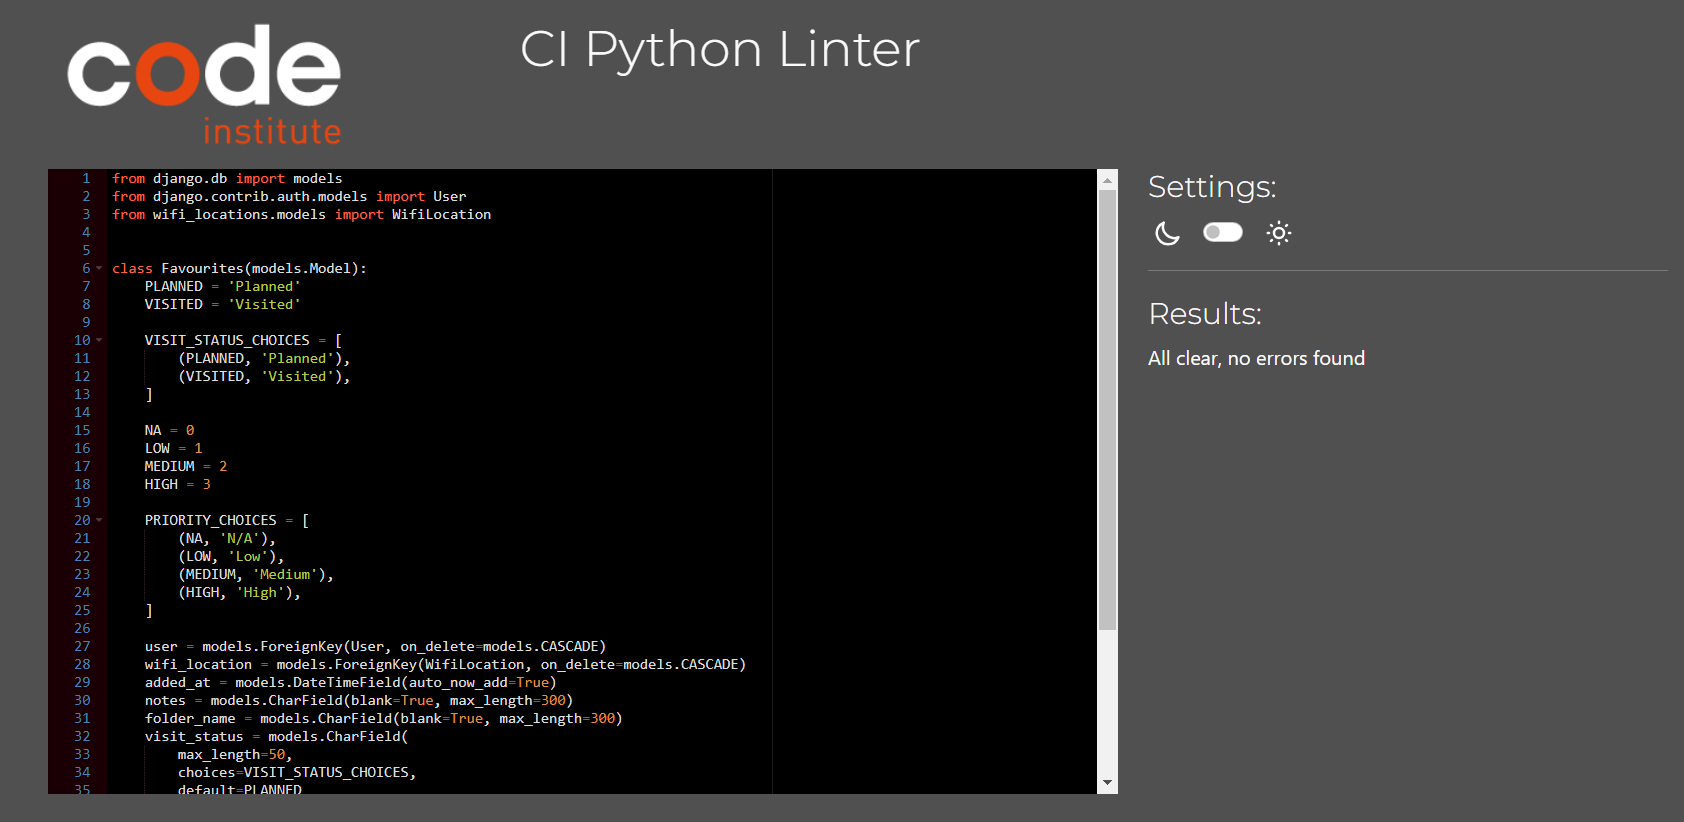 code
institute
CI Python Linter
1 from django.db import models
2 from django.contrib.auth.models import User
3 from wifi_locations.models import WifiLocation
4
5
6 class Favourites(models.Model):
7     PLANNED = 'Planned'
8     VISITED = 'Visited'
9
10     VISIT_STATUS_CHOICES = [
11         (PLANNED, 'Planned'),
12         (VISITED, 'Visited'),
13     ]
14
15     NA = 0
16     LOW = 1
17     MEDIUM = 2
18     HIGH = 3
19
20     PRIORITY_CHOICES = [
21         (NA, 'N/A'),
22         (LOW, 'Low'),
23         (MEDIUM, 'Medium'),
24         (HIGH, 'High'),
25     ]
26
27     user = models.ForeignKey(User, on_delete=models.CASCADE)
28     wifi_location = models.ForeignKey(WifiLocation, on_delete=models.CASCADE)
29     added_at = models.DateTimeField(auto_now_add=True)
30     notes = models.CharField(blank=True, max_length=300)
31     folder_name = models.CharField(blank=True, max_length=300)
32     visit_status = models.CharField(
33         max_length=50,
34         choices=VISIT_STATUS_CHOICES,
35         default=PLANNED
Settings:
Results:
All clear, no errors found